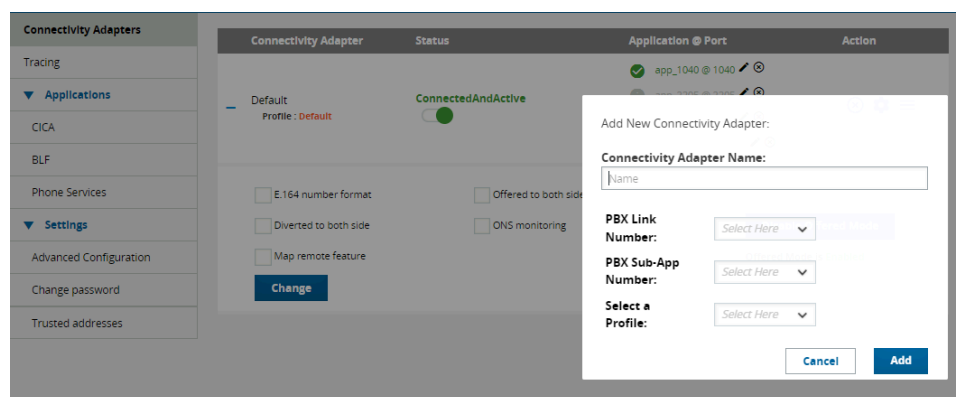 Connectivity Adapters
Tracing
Applications
CICA
BLF
Phone Services
Settings
Advanced Configuration
Change password
Trusted addresses
Connectivity Adapter Status Application @ Port Action
app_1040 @ 1040
Default ConnectedAndActive
Profile : Default
E.164 number format Offered to both side
Diverted to both side ONS monitoring
Map remote feature
Change
Add New Connectivity Adapter:
Connectivity Adapter Name:
Name
PBX Link
Number:
Select Here
PBX Sub-App
Number:
Select Here
Select a
Profile:
Select Here
Cancel Add